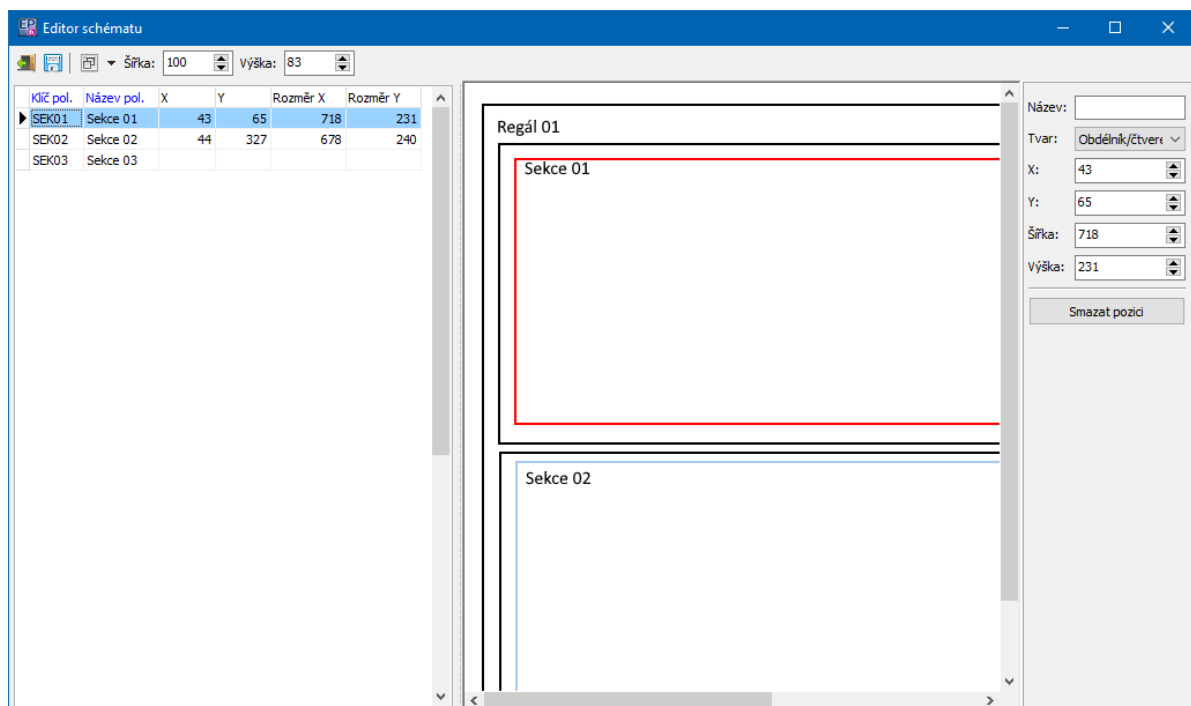 Editor schématu
Šířka: 100 Výška: 83
Klíč pol. Název pol. X Y Rozměr X Rozměr Y
SEK01 Sekce 01 43 65 718 231
SEK02 Sekce 02 44 327 678 240
SEK03 Sekce 03
Regál 01
Sekce 01
Sekce 02
Název:
Tvar: Obdélník/čtvere
X: 43
Y: 65
Šířka: 718
Výška: 231
Smazat pozici